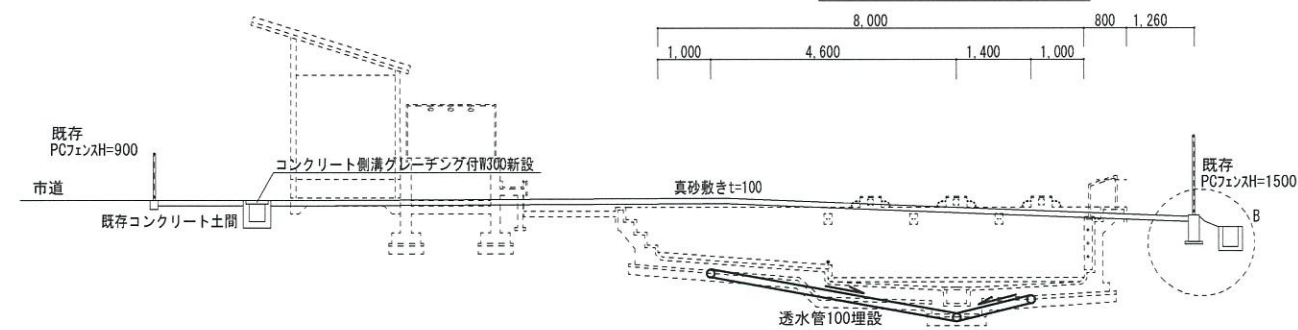 8,000 800 1,260
1,000 4,600 1,400 1,000
既存
PCフェンスH=900
コンクリート側溝グレーチング付W300新設
市道
既存コンクリート土間
真砂敷きt=100
既存
PCフェンスH=1500
B
透水管100埋設